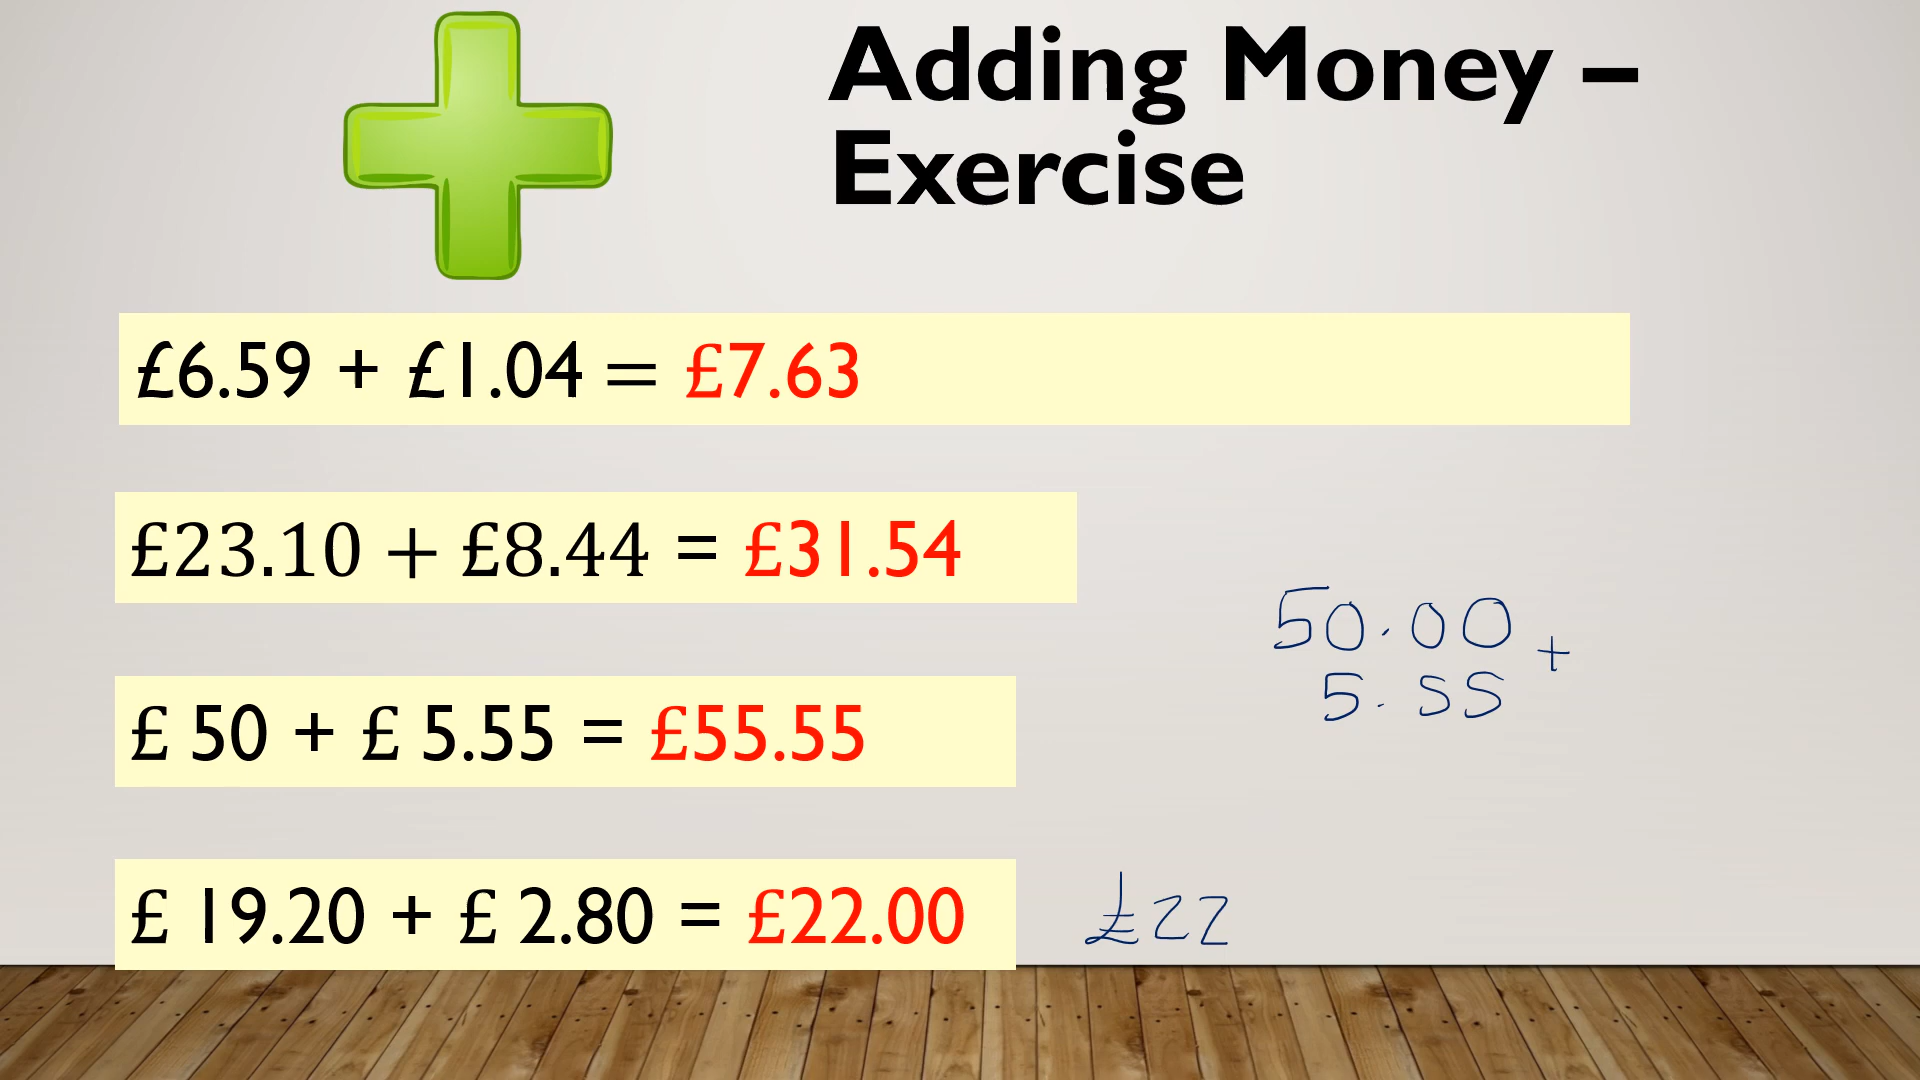 Adding Money –
Exercise
£6.59 + £1.04 = £7.63
£23.10 + £8.44 = £31.54
50.00 +
5.55
£ 50 + £ 5.55 = £55.55
£ 19.20 + £ 2.80 = £22.00
£22